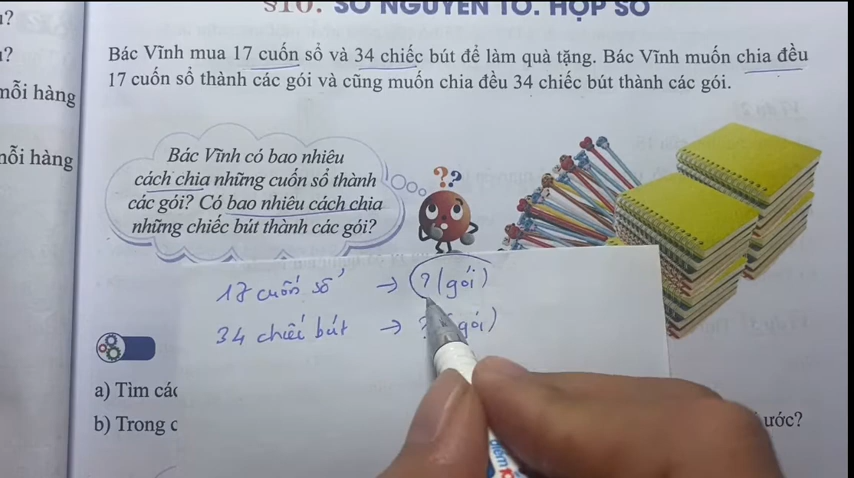 §10. SỐ NGUYÊN TỐ. HỢP SỐ
?
?
mỗi hàng
hàng
Bác Vĩnh mua 17 cuốn sổ và 34 chiếc bút để làm quà tặng. Bác Vĩnh muốn chia đều
17 cuốn sổ thành các gói và cũng muốn chia đều 34 chiếc bút thành các gói.
Bác Vĩnh có bao nhiêu
cách chia những cuốn sổ thành
các gói? Có bao nhiêu cách chia
những chiếc bút thành các gói?
??
17 cuốn sổ → ? (gói)
34 chiếc bút → ? (gói)
a) Tìm
b) Trong
ước?